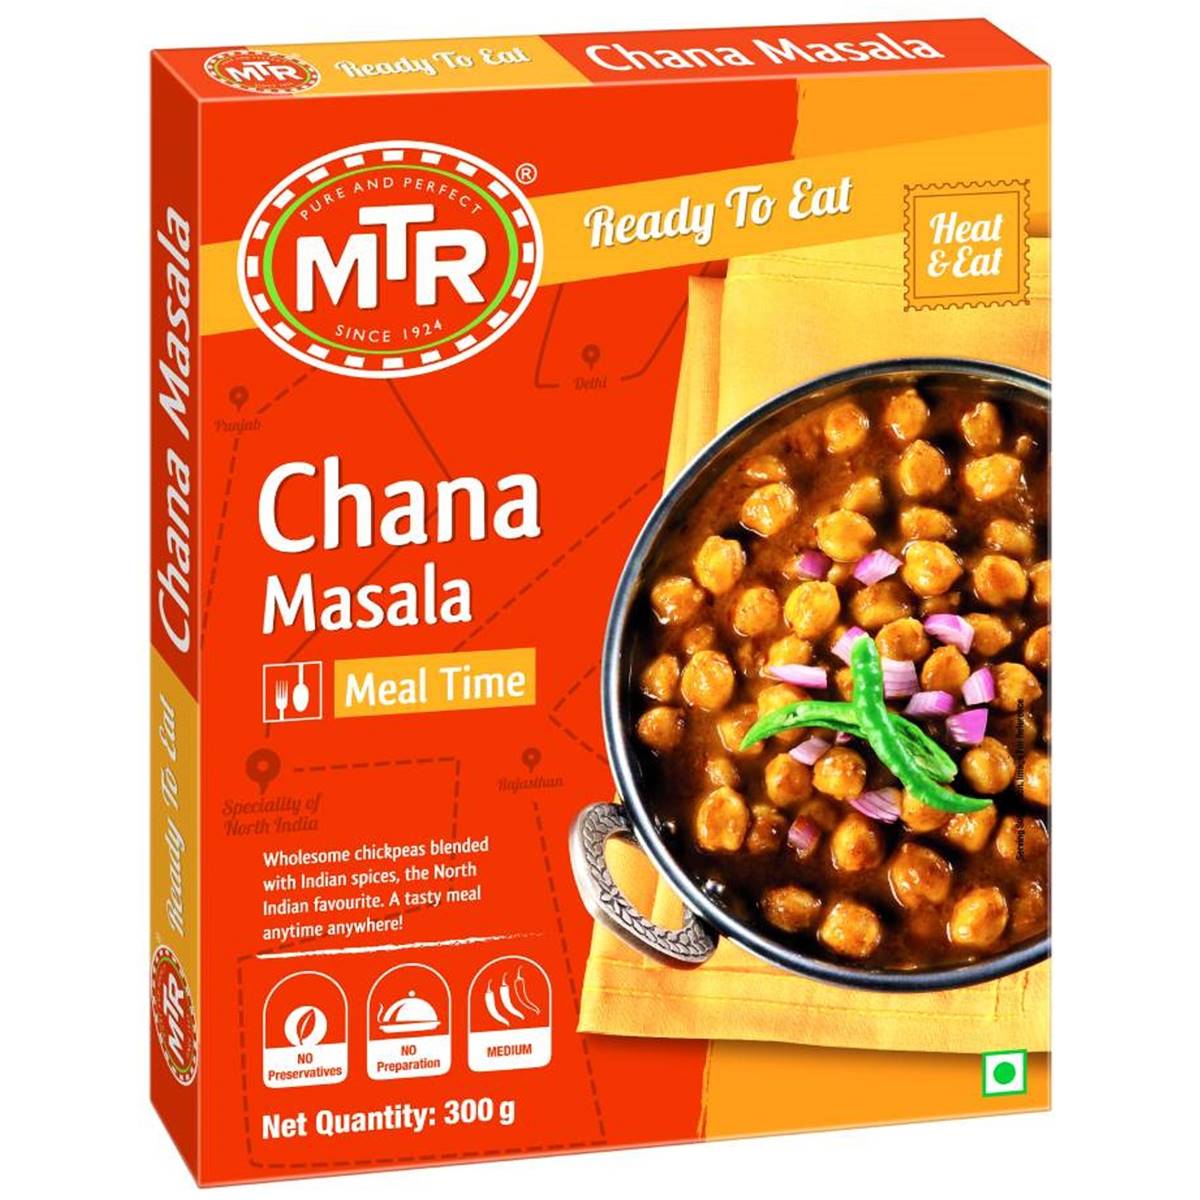 MTR
SINCE 1924
Ready To Eat
Chana Masala
PURE AND PERFECT
MTR
®
SINCE 1924
Ready To Eat
Heat
& Eat
Delhi
Punjab
Chana
Masala
Meal Time
Speciality of
North India
Rajasthan
Wholesome chickpeas blended
with Indian spices, the North
Indian favourite. A tasty meal
anytime anywhere!
NO
Preservatives
NO
Preparation
MEDIUM
Net Quantity: 300 g
Chana Masala
Ready To Eat
MTR